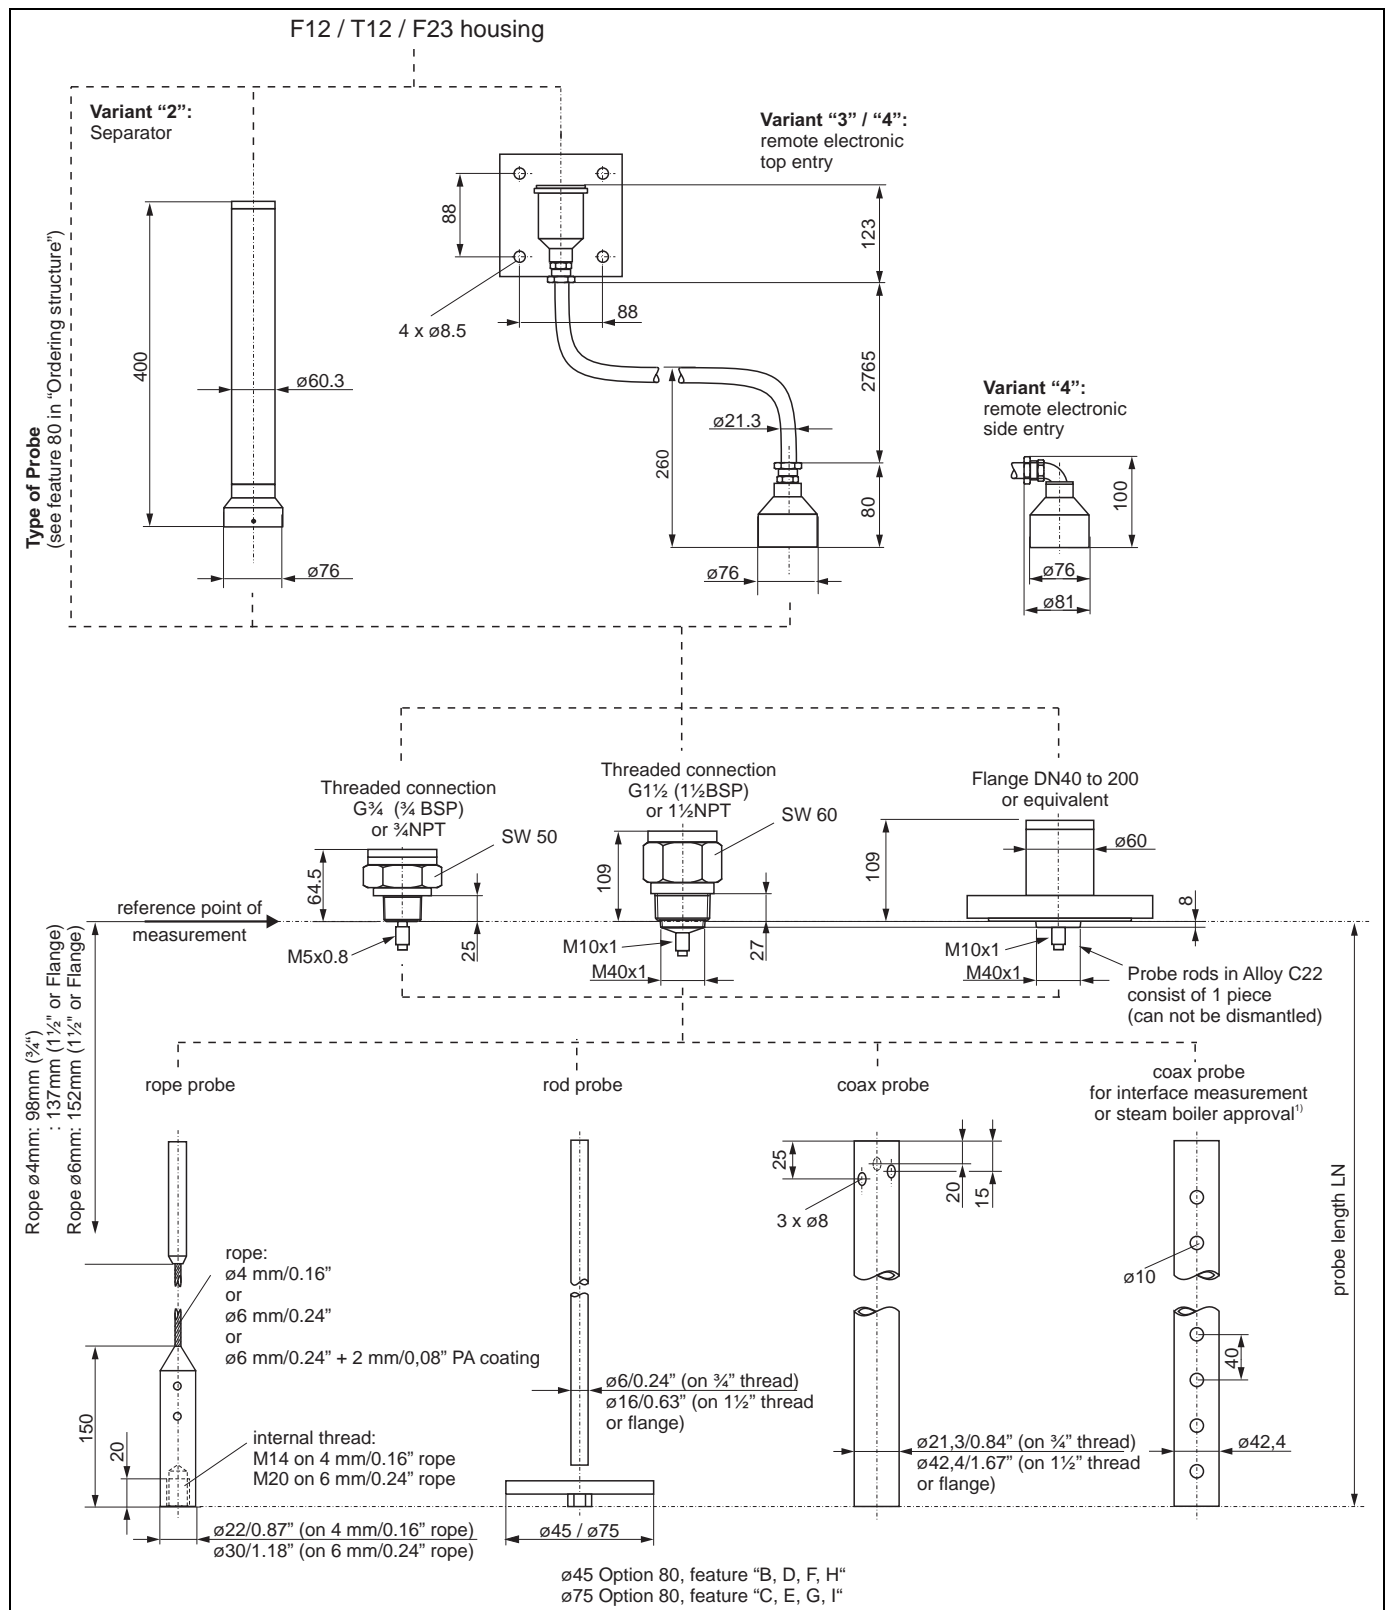 F12 / T12 / F23 housing
Variant “2”:
Separator
Variant “3” / “4”:
remote electronic
top entry
88
123
4 x ø8.5
88
Type of Probe
(see feature 80 in “Ordering structure”)
400
ø60.3
2765
Variant “4”:
remote electronic
side entry
ø21.3
260
80
100
ø76
ø76
ø76
ø81
Threaded connection
G¾ (¾ BSP)
or ¾NPT
SW 50
Threaded connection
G1½ (1½BSP)
or 1½NPT
SW 60
Flange DN40 to 200
or equivalent
64.5
109
109
ø60
8
reference point of
measurement
M5x0.8
25
M10x1
M40x1
27
M10x1
M40x1
Probe rods in Alloy C22
consist of 1 piece
(can not be dismantled)
Rope ø4mm: 98mm (¾“)
: 137mm (1½” or Flange)
Rope ø6mm: 152mm (1½” or Flange)
rope probe
rod probe
coax probe
coax probe
for interface measurement
or steam boiler approval1)
25
20
15
3 x ø8
ø10
probe length LN
rope:
ø4 mm/0.16”
or
ø6 mm/0.24”
or
ø6 mm/0.24” + 2 mm/0,08” PA coating
40
ø6/0.24” (on ¾” thread)
ø16/0.63” (on 1½” thread
or flange)
150
20
internal thread:
M14 on 4 mm/0.16” rope
M20 on 6 mm/0.24” rope
ø21,3/0.84” (on ¾” thread)
ø42,4/1.67” (on 1½” thread
or flange)
ø42,4
ø22/0.87” (on 4 mm/0.16” rope)
ø30/1.18” (on 6 mm/0.24” rope)
ø45 / ø75
ø45 Option 80, feature “B, D, F, H“
ø75 Option 80, feature “C, E, G, I“